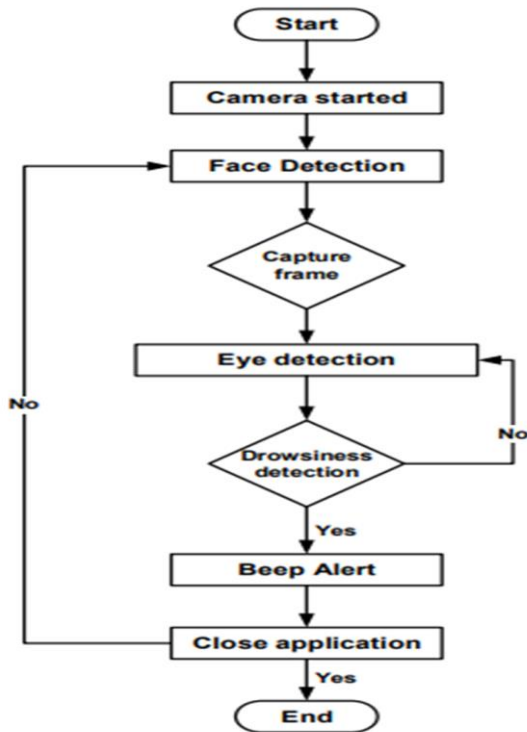 Start
Camera started
Face Detection
Capture
frame
Eye detection
No
No
Drowsiness
detection
Yes
Beep Alert
Close application
Yes
End